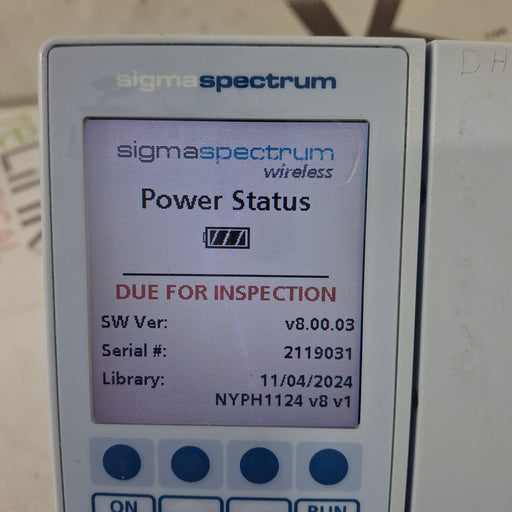 sigmaspectrum
sigmaspectrum
wireless
Power Status
DUE FOR INSPECTION
SW Ver: v8.00.03
Serial #: 2119031
Library: 11/04/2024
NYPH1124 v8 v1
ON RUN
DH